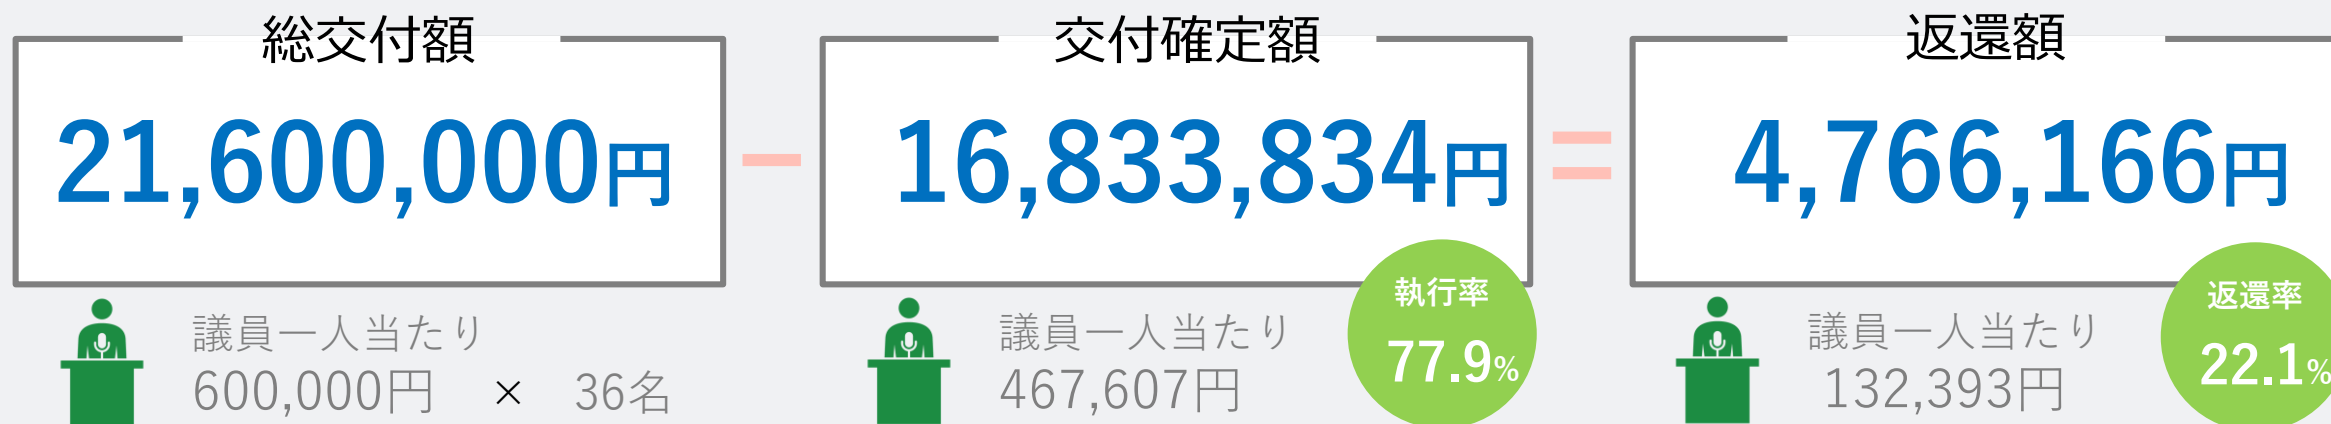 総交付額
21,600,000円
議員一人当たり
600,000円 × 36名
－
交付確定額
16,833,834円
執行率
77.9%
議員一人当たり
467,607円
＝
返還額
4,766,166円
返還率
22.1%
議員一人当たり
132,393円